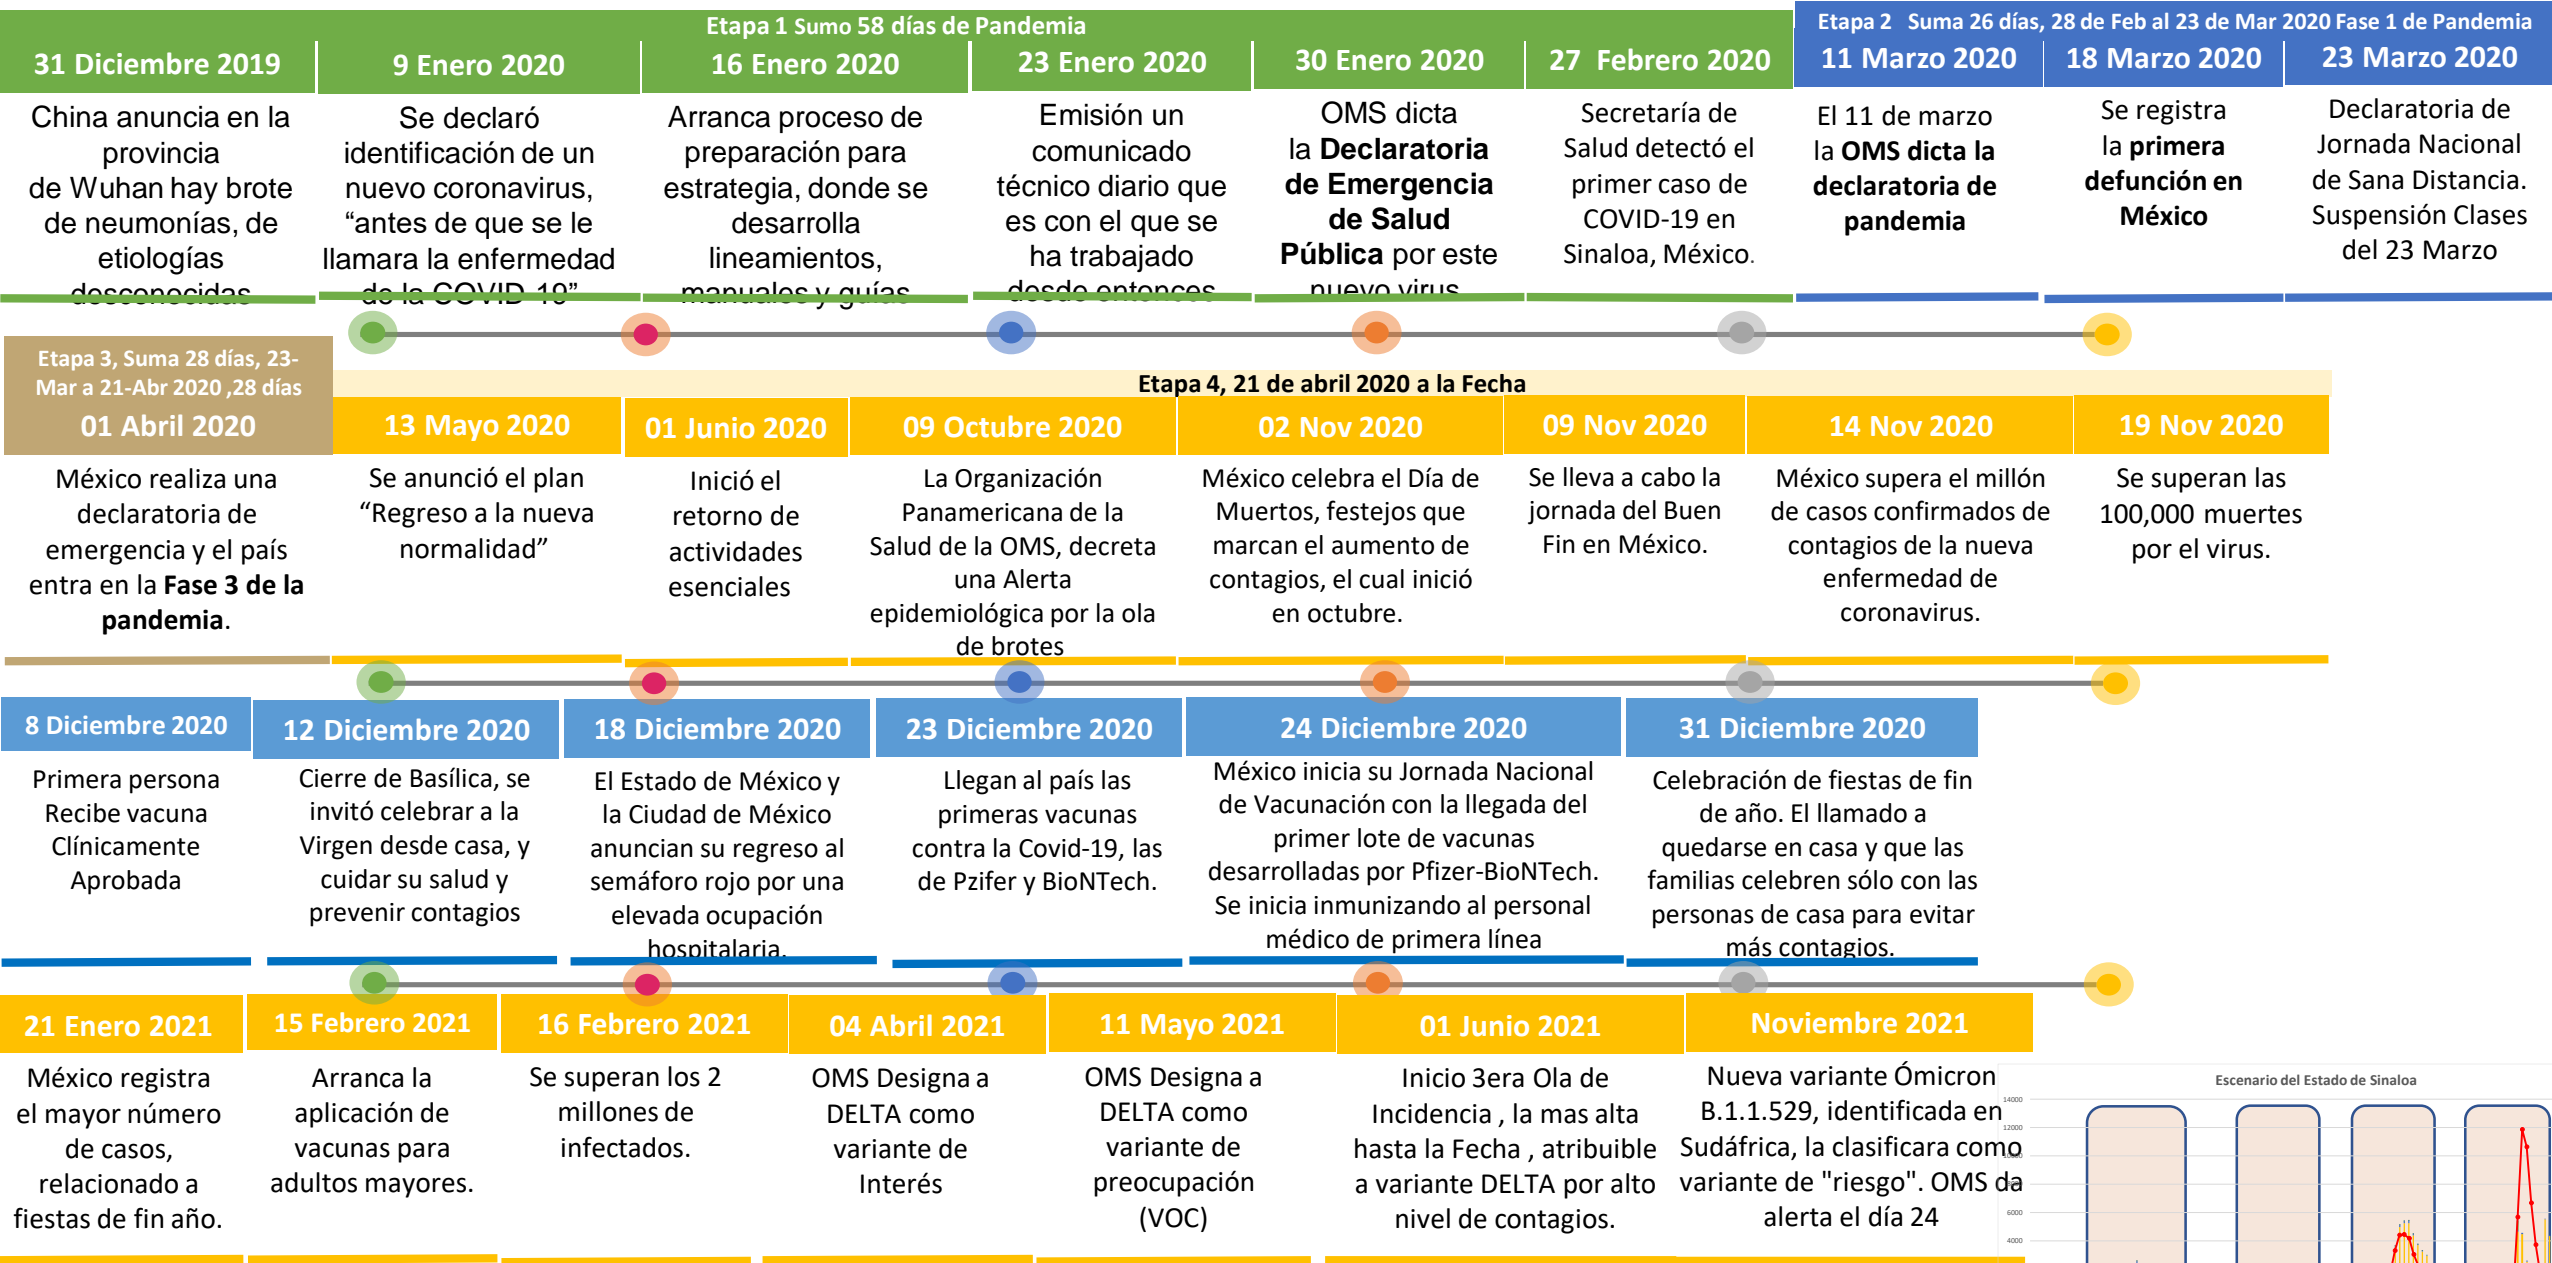 Etapa 1 Sumo 58 días de Pandemia
Etapa 2 Suma 26 días, 28 de Feb al 23 de Mar 2020 Fase 1 de Pandemia
31 Diciembre 2019
China anuncia en la
provincia
de Wuhan hay brote
de neumonías, de
etiologías
desconocidas
9 Enero 2020
Se declaró
identificación de un
nuevo coronavirus,
“antes de que se le
llamara la enfermedad
de la COVID-19”
16 Enero 2020
Arranca proceso de
preparación para
estrategia, donde se
desarrolla
lineamientos,
manuales y guías
23 Enero 2020
Emisión un
comunicado
técnico diario que
es con el que se
ha trabajado
desde entonces
30 Enero 2020
OMS dicta
la Declaratoria
de Emergencia
de Salud
Pública por este
nuevo virus
27 Febrero 2020
Secretaría de
Salud detectó el
primer caso de
COVID-19 en
Sinaloa, México.
11 Marzo 2020
El 11 de marzo
la OMS dicta la
declaratoria de
pandemia
18 Marzo 2020
Se registra
la primera
defunción en
México
23 Marzo 2020
Declaratoria de
Jornada Nacional
de Sana Distancia.
Suspensión Clases
del 23 Marzo
Etapa 3, Suma 28 días, 23-
Mar a 21-Abr 2020 ,28 días
01 Abril 2020
México realiza una
declaratoria de
emergencia y el país
entra en la Fase 3 de la
pandemia.
Etapa 4, 21 de abril 2020 a la Fecha
13 Mayo 2020
Se anunció el plan
“Regreso a la nueva
normalidad”
01 Junio 2020
Inició el
retorno de
actividades
esenciales
09 Octubre 2020
La Organización
Panamericana de la
Salud de la OMS, decreta
una Alerta
epidemiológica por la ola
de brotes
02 Nov 2020
México celebra el Día de
Muertos, festejos que
marcan el aumento de
contagios, el cual inició
en octubre.
09 Nov 2020
Se lleva a cabo la
jornada del Buen
Fin en México.
14 Nov 2020
México supera el millón
de casos confirmados de
contagios de la nueva
enfermedad de
coronavirus.
19 Nov 2020
Se superan las
100,000 muertes
por el virus.
8 Diciembre 2020
Primera persona
Recibe vacuna
Clínicamente
Aprobada
12 Diciembre 2020
Cierre de Basílica, se
invitó celebrar a la
Virgen desde casa, y
cuidar su salud y
prevenir contagios
18 Diciembre 2020
El Estado de México y
la Ciudad de México
anuncian su regreso al
semáforo rojo por una
elevada ocupación
hospitalaria.
23 Diciembre 2020
Llegan al país las
primeras vacunas
contra la Covid-19, las
de Pzifer y BioNTech.
24 Diciembre 2020
México inicia su Jornada Nacional
de Vacunación con la llegada del
primer lote de vacunas
desarrolladas por Pfizer-BioNTech.
Se inicia inmunizando al personal
médico de primera línea
31 Diciembre 2020
Celebración de fiestas de fin
de año. El llamado a
quedarse en casa y que las
familias celebren sólo con las
personas de casa para evitar
más contagios.
21 Enero 2021
México registra
el mayor número
de casos,
relacionado a
fiestas de fin año.
15 Febrero 2021
Arranca la
aplicación de
vacunas para
adultos mayores.
16 Febrero 2021
Se superan los 2
millones de
infectados.
04 Abril 2021
OMS Designa a
DELTA como
variante de
Interés
11 Mayo 2021
OMS Designa a
DELTA como
variante de
preocupación
(VOC)
01 Junio 2021
Inicio 3era Ola de
Incidencia , la mas alta
hasta la Fecha , atribuible
a variante DELTA por alto
nivel de contagios.
Noviembre 2021
Nueva variante Ómicron
B.1.1.529, identificada en
Sudáfrica, la clasificara como
variante de "riesgo". OMS da
alerta el día 24
Escenario del Estado de Sinaloa
14000
12000
10000
8000
6000
4000